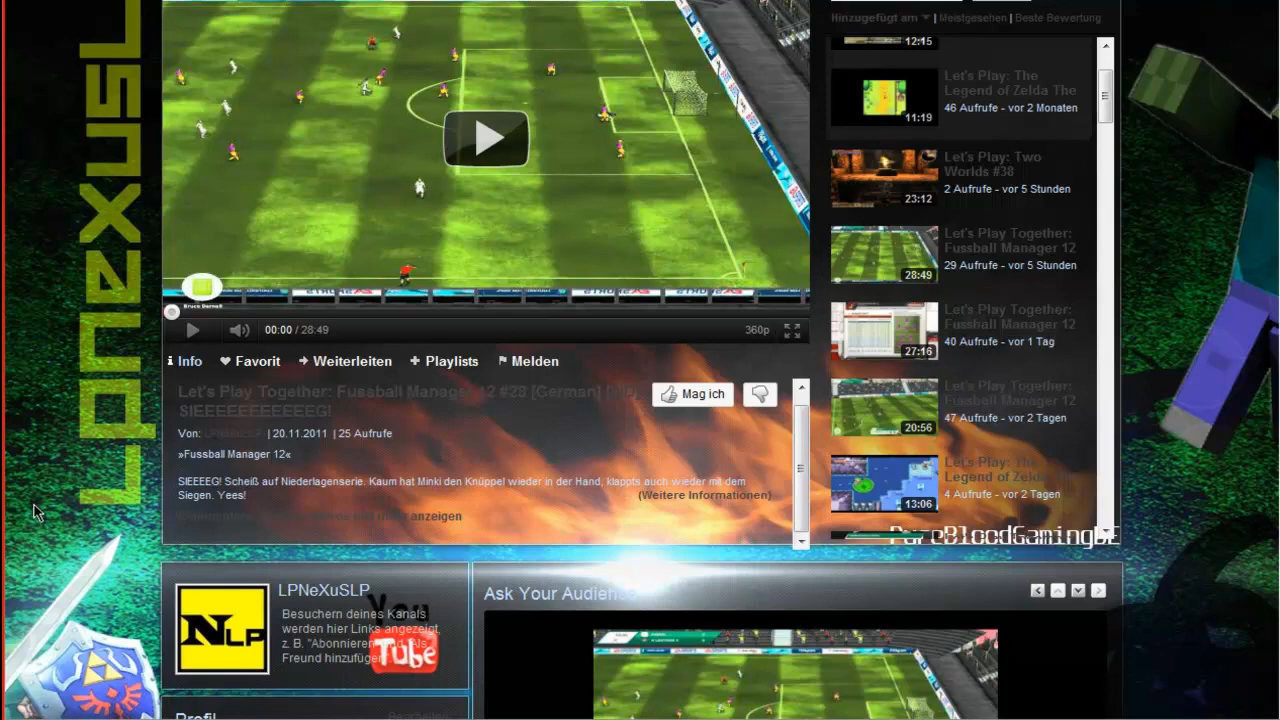 LPNEXUSL
Hinzugefügt am | Meistgesehen | Beste Bewertung
12:15
Let's Play: The
Legend of Zelda The
46 Aufrufe - vor 2 Monaten
11:19
Let's Play: Two
Worlds #38
2 Aufrufe - vor 5 Stunden
23:12
Let's Play Together:
Fussball Manager 12
29 Aufrufe - vor 5 Stunden
28:49
Let's Play Together:
Fussball Manager 12
40 Aufrufe - vor 1 Tag
27:16
Let's Play Together:
Fussball Manager 12
47 Aufrufe - vor 2 Tagen
20:56
Let's Play: The
Legend of Zelda
4 Aufrufe - vor 2 Tagen
13:06
00:00 / 28:49
360p
Info Favorit Weiterleiten Playlists Melden
Let's Play Together: Fussball Manager 12 #28 [German]
SIEEEEEEEEEEEG!
Mag ich
Von: | 20.11.2011 | 25 Aufrufe
»Fussball Manager 12«
SIEEEEG! Scheiß auf Niederlagenserie. Kaum hat Minki den Knüppel wieder in der Hand, klappts auch wieder mit dem
Siegen. Yees!
(Weitere Informationen)
anzeigen
PureBloodGamingDE
LPNeXuSLP
Besuchern deines Kanals
werden hier Links angezeigt,
z. B. "Abonnieren" und "Als
Freund hinzufügen".
NLP
You
Tube
Ask Your Audience
Profil